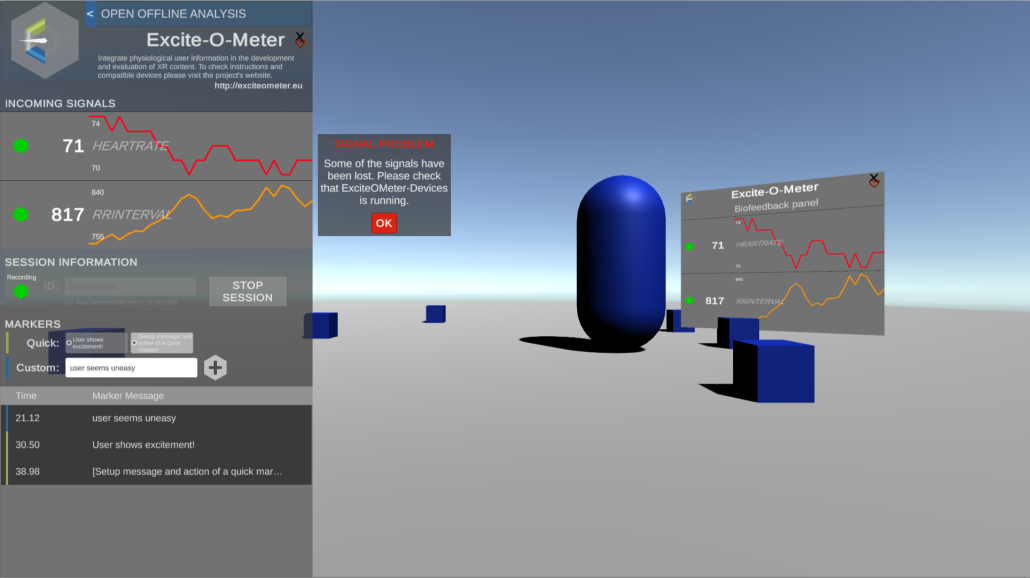 < OPEN OFFLINE ANALYSIS
Excite-O-Meter
Integrate physiological user information in the development
and evaluation of XR content. To check instructions and
compatible devices please visit the project's website.
http://exciteometer.eu
INCOMING SIGNALS
74
71 HEARTRATE
70
840
817 RRINTERVAL
755
SESSION INFORMATION
Recording
ID:
STOP
SESSION
MARKERS
Quick:
User shows
excitement!
[Setup message and
action of a quick
marker]
Custom: user seems uneasy
Time Marker Message
21.12 user seems uneasy
30.50 User shows excitement!
38.98 [Setup message and action of a quick mar…
SIGNAL PROBLEM
Some of the signals have
been lost. Please check
that ExciteOMeter-Devices
is running.
OK
Excite-O-Meter
Biofeedback panel
74
71 HEARTRATE
70
840
817 RRINTERVAL